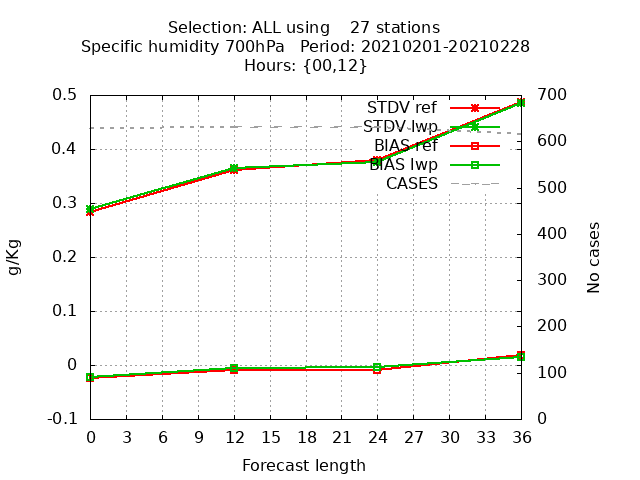 Selection: ALL using    27 stations
Specific humidity 700hPa   Period: 20210201-20210228
Hours: {00,12}
0.5
0.4
0.3
0.2
0.1
0
-0.1
g/Kg
STDV ref
STDV lwp
BIAS ref
BIAS lwp
CASES
700
600
500
400
300
200
100
0
No cases
0 3 6 9 12 15 18 21 24 27 30 33 36
Forecast length